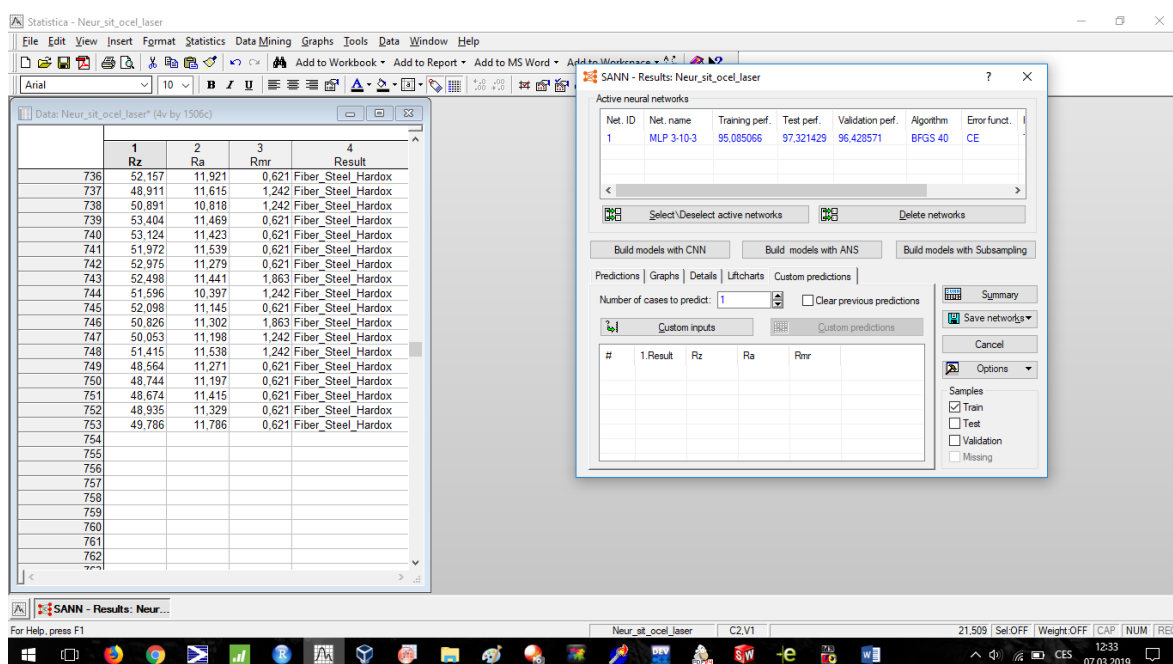 Statistica - Neur_sit_ocel_laser
File Edit View Insert Format Statistics Data Mining Graphs Tools Data Window Help
Add to Workbook Add to Report Add to MS Word Add to Workspace
Arial 10 B I U
Data: Neur_sit_ocel_laser* (4v by 1506c)
1 2 3 4
Rz Ra Rmr Result
736 52,157 11,921 0,621 Fiber_Steel_Hardox
737 48,911 11,615 1,242 Fiber_Steel_Hardox
738 50,891 10,818 1,242 Fiber_Steel_Hardox
739 53,404 11,469 0,621 Fiber_Steel_Hardox
740 53,124 11,423 0,621 Fiber_Steel_Hardox
741 51,972 11,539 0,621 Fiber_Steel_Hardox
742 52,975 11,279 0,621 Fiber_Steel_Hardox
743 52,498 11,441 1,863 Fiber_Steel_Hardox
744 51,596 10,397 1,242 Fiber_Steel_Hardox
745 52,098 11,145 0,621 Fiber_Steel_Hardox
746 50,826 11,302 1,863 Fiber_Steel_Hardox
747 50,053 11,198 1,242 Fiber_Steel_Hardox
748 51,415 11,538 1,242 Fiber_Steel_Hardox
749 48,564 11,271 0,621 Fiber_Steel_Hardox
750 48,744 11,197 0,621 Fiber_Steel_Hardox
751 48,674 11,415 0,621 Fiber_Steel_Hardox
752 48,935 11,329 0,621 Fiber_Steel_Hardox
753 49,786 11,786 0,621 Fiber_Steel_Hardox
754
755
756
757
758
759
760
761
762
SANN - Results: Neur_sit_ocel_laser
Active neural networks
Net. ID Net. name Training perf. Test perf. Validation perf. Algorithm Error funct.
1 MLP 3-10-3 95,085066 97,321429 96,428571 BFGS 40 CE
Select\Deselect active networks Delete networks
Build models with CNN Build models with ANS Build models with Subsampling
Predictions Graphs Details Liftcharts Custom predictions
Number of cases to predict: 1 Clear previous predictions
Custom inputs Custom predictions
# 1.Result Rz Ra Rmr
Summary
Save networks
Cancel
Options
Samples
Train
Test
Validation
Missing
SANN - Results: Neur...
For Help, press F1 Neur_sit_ocel_laser C2,V1 21,509 Sel:OFF Weight:OFF CAP NUM REC
CES 12:33
07.03.2019